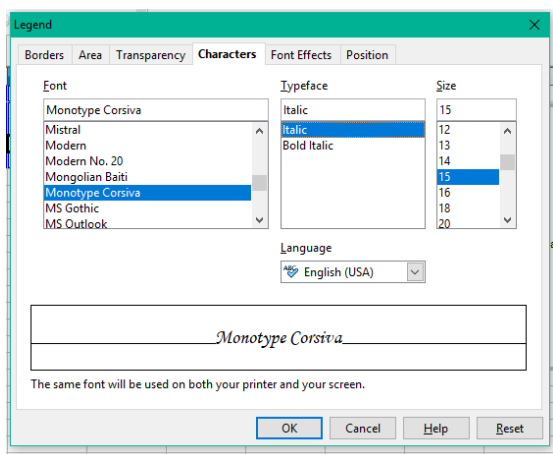 Legend
Borders Area Transparency Characters Font Effects Position
Font Typeface Size
Monotype Corsiva Italic 15
Mistral Italic 12
Modern Bold Italic 13
Modern No. 20 14
Mongolian Baiti 15
Monotype Corsiva 16
MS Gothic 18
MS Outlook 20
Language
ABC English (USA)
Monotype Corsiva
The same font will be used on both your printer and your screen.
OK Cancel Help Reset